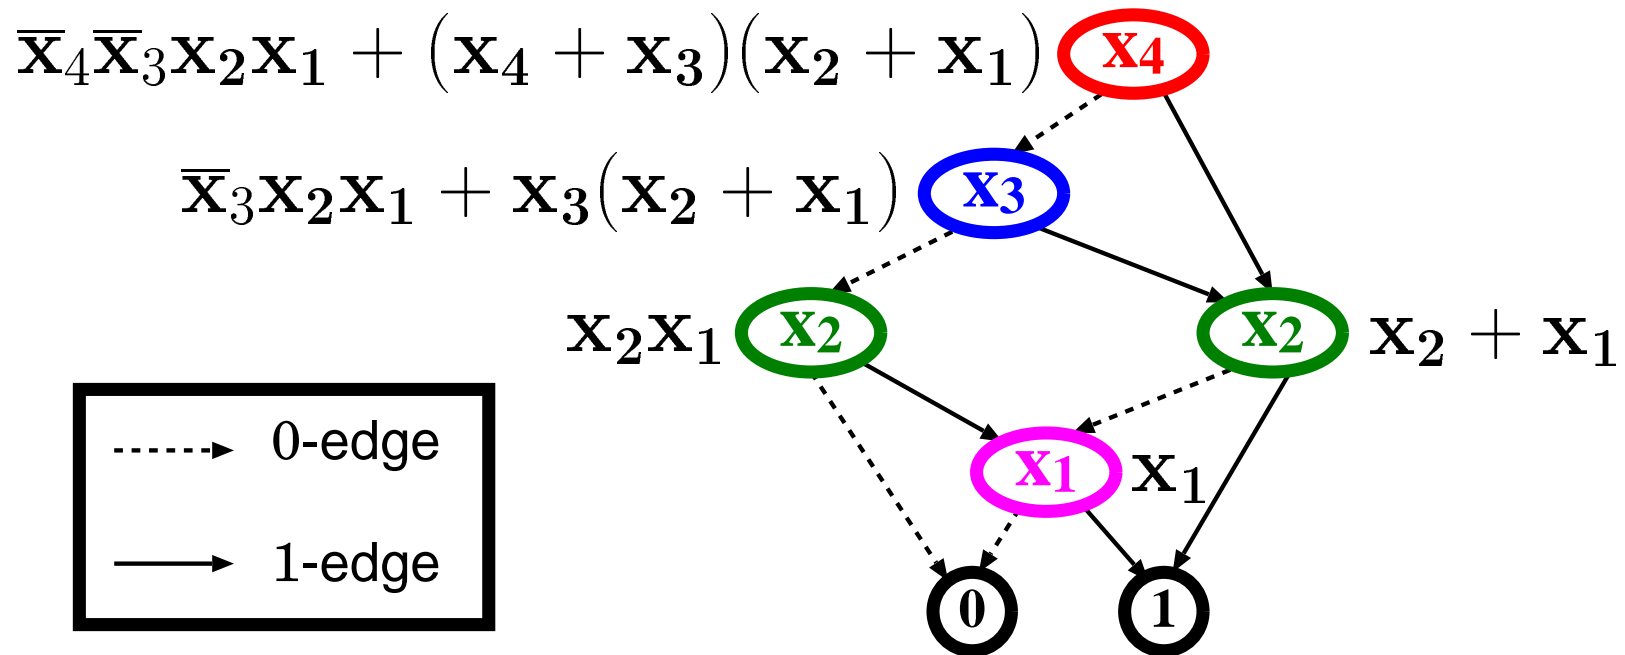 x̅₄x̅₃x₂x₁ + (x₄ + x₃)(x₂ + x₁)
x₄
x̅₃x₂x₁ + x₃(x₂ + x₁)
x₃
x₂x₁
x₂
x₂
x₂ + x₁
0-edge
x₁
x₁
1-edge
0
1